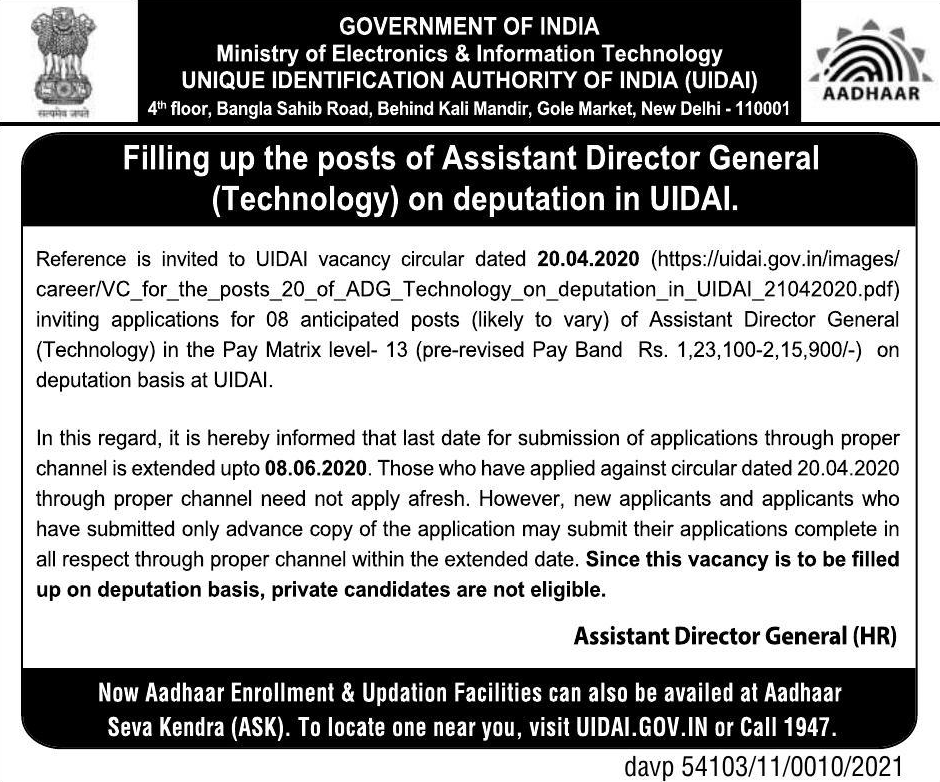 GOVERNMENT OF INDIA
Ministry of Electronics & Information Technology
UNIQUE IDENTIFICATION AUTHORITY OF INDIA (UIDAI)
4th floor, Bangla Sahib Road, Behind Kali Mandir, Gole Market, New Delhi - 110001
सत्यमेव जयते
AADHAAR
Filling up the posts of Assistant Director General
(Technology) on deputation in UIDAI.
Reference is invited to UIDAI vacancy circular dated 20.04.2020 (https://uidai.gov.in/images/
career/VC_for_the_posts_20_of_ADG_Technology_on_deputation_in_UIDAI_21042020.pdf)
inviting applications for 08 anticipated posts (likely to vary) of Assistant Director General
(Technology) in the Pay Matrix level- 13 (pre-revised Pay Band Rs. 1,23,100-2,15,900/-) on
deputation basis at UIDAI.
In this regard, it is hereby informed that last date for submission of applications through proper
channel is extended upto 08.06.2020. Those who have applied against circular dated 20.04.2020
through proper channel need not apply afresh. However, new applicants and applicants who
have submitted only advance copy of the application may submit their applications complete in
all respect through proper channel within the extended date. Since this vacancy is to be filled
up on deputation basis, private candidates are not eligible.
Assistant Director General (HR)
Now Aadhaar Enrollment & Updation Facilities can also be availed at Aadhaar
Seva Kendra (ASK). To locate one near you, visit UIDAI.GOV.IN or Call 1947.
davp 54103/11/0010/2021